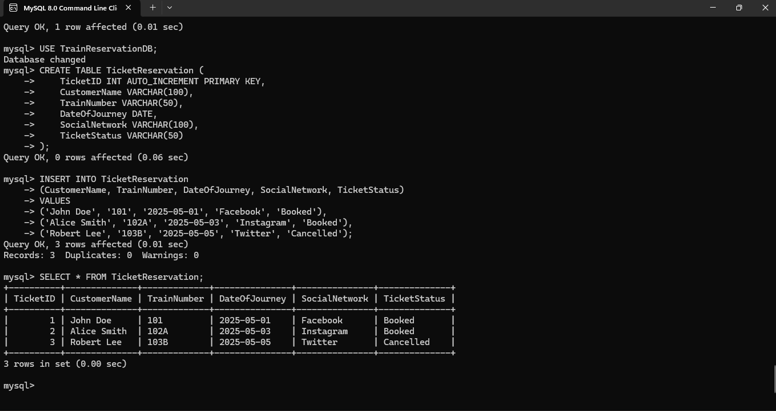 MySQL 8.0 Command Line Cli
Query OK, 1 row affected (0.01 sec)
mysql> USE TrainReservationDB;
Database changed
mysql> CREATE TABLE TicketReservation (
    ->     TicketID INT AUTO_INCREMENT PRIMARY KEY,
    ->     CustomerName VARCHAR(100),
    ->     TrainNumber VARCHAR(50),
    ->     DateOfJourney DATE,
    ->     SocialNetwork VARCHAR(100),
    ->     TicketStatus VARCHAR(50)
    -> );
Query OK, 0 rows affected (0.06 sec)
mysql> INSERT INTO TicketReservation
    -> (CustomerName, TrainNumber, DateOfJourney, SocialNetwork, TicketStatus)
    -> VALUES
    -> ('John Doe', '101', '2025-05-01', 'Facebook', 'Booked'),
    -> ('Alice Smith', '102A', '2025-05-03', 'Instagram', 'Booked'),
    -> ('Robert Lee', '103B', '2025-05-05', 'Twitter', 'Cancelled');
Query OK, 3 rows affected (0.01 sec)
Records: 3  Duplicates: 0  Warnings: 0
mysql> SELECT * FROM TicketReservation;
+----------+--------------+-------------+---------------+---------------+--------------+
| TicketID | CustomerName | TrainNumber | DateOfJourney | SocialNetwork | TicketStatus |
+----------+--------------+-------------+---------------+---------------+--------------+
|        1 | John Doe     | 101         | 2025-05-01    | Facebook      | Booked       |
|        2 | Alice Smith  | 102A        | 2025-05-03    | Instagram     | Booked       |
|        3 | Robert Lee   | 103B        | 2025-05-05    | Twitter       | Cancelled    |
+----------+--------------+-------------+---------------+---------------+--------------+
3 rows in set (0.00 sec)
mysql>